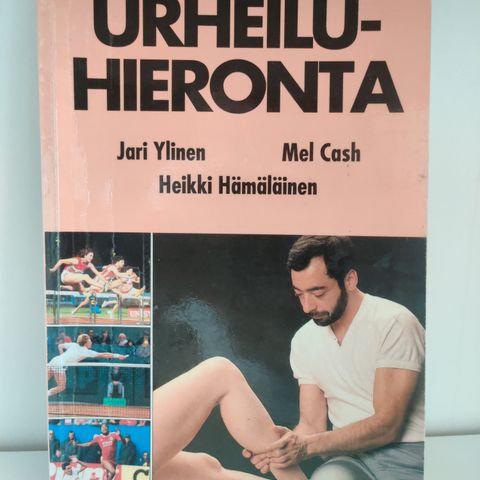 URHEILU-
HIERONTA
Jari Ylinen Mel Cash
Heikki Hämäläinen